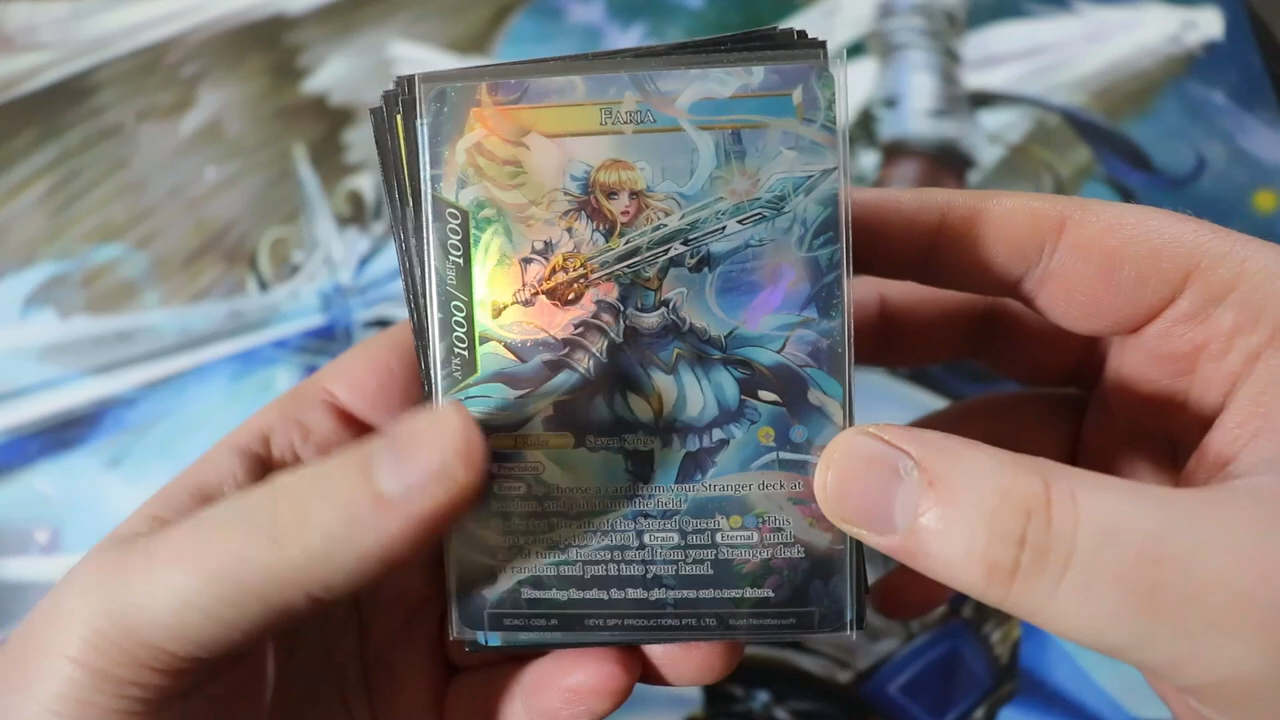 FARIA
ATK 1000 / DEF 1000
J-Ruler Seven Kings
Precision
Enter Choose a card from your Stranger deck at
random, and put it into the field.
"Breath of the Sacred Queen" : This
gains [+400/+400], Drain, and Eternal until
of turn. Choose a card from your Stranger deck
at random and put it into your hand.
Becoming the ruler, the little girl carves out a new future.
SDAO1-026 JR ©EYE SPY PRODUCTIONS PTE. LTD.